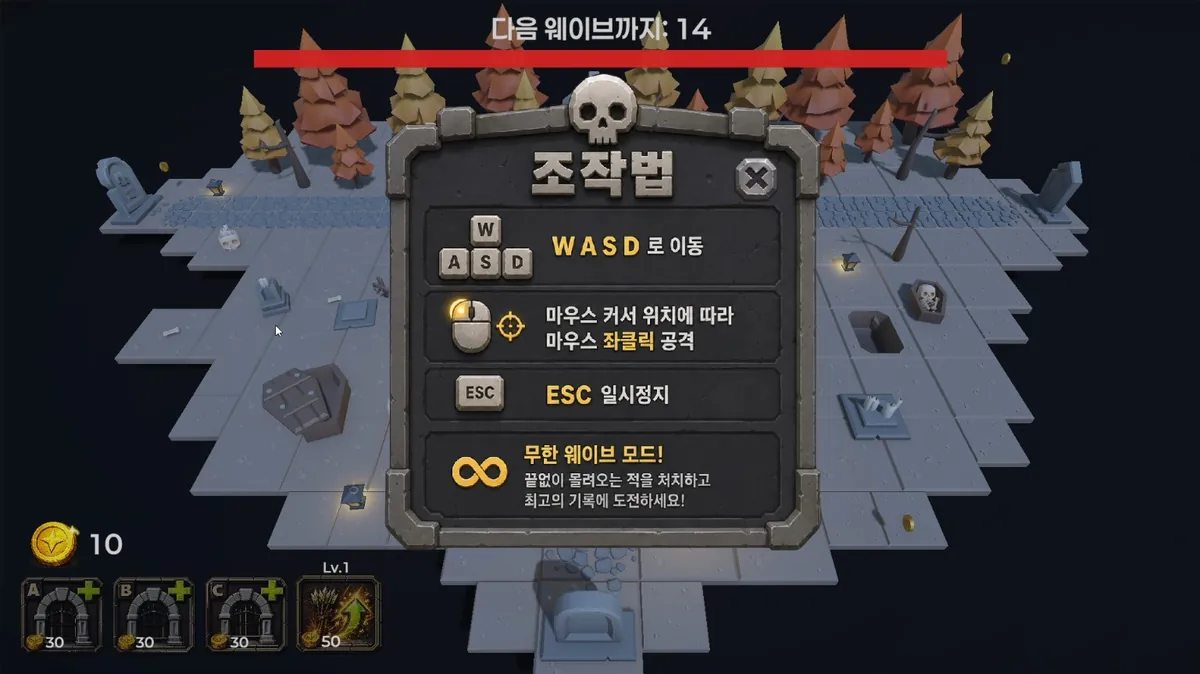 다음 웨이브까지: 14
조작법
W
A S D
W A S D 로 이동
마우스 커서 위치에 따라
마우스 좌클릭 공격
ESC
ESC 일시정지
무한 웨이브 모드!
끝없이 몰려오는 적을 처치하고
최고의 기록에 도전하세요!
10
Lv.1
A B C
30 30 30 50